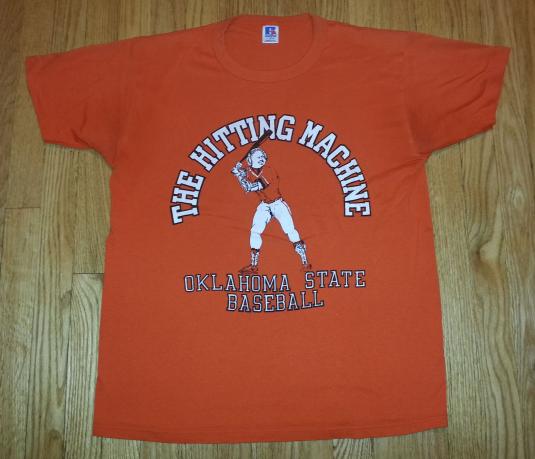 THE HITTING MACHINE
OKLAHOMA STATE
BASEBALL